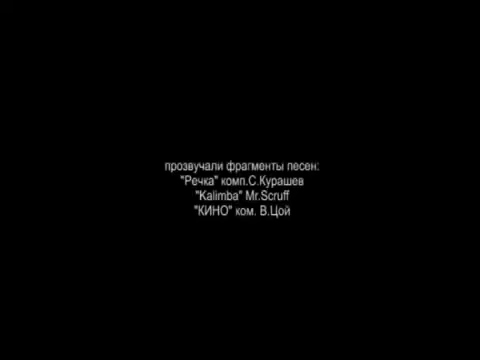 прозвучали фрагменты песен:
"Речка" комп.С.Курашев
"Kalimba" Mr.Scruff
"КИНО" ком. В.Цой